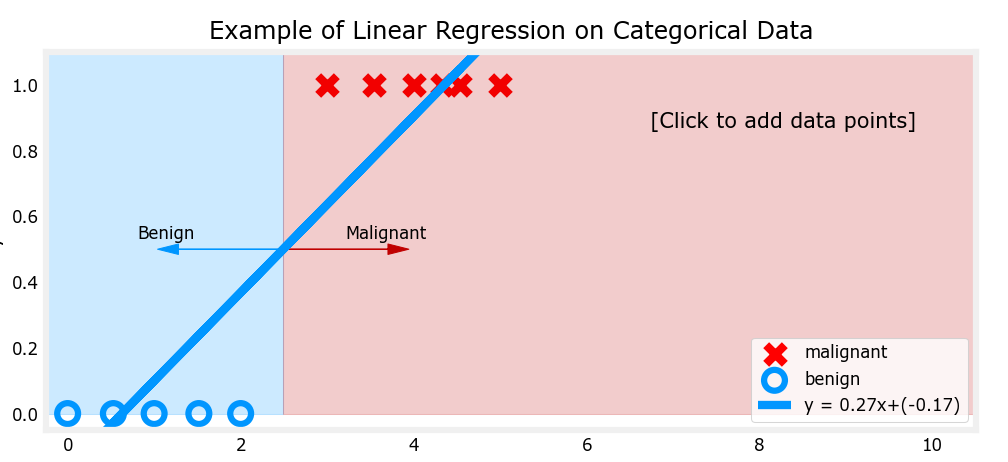 Example of Linear Regression on Categorical Data
1.0
0.8
0.6
0.4
0.2
0.0
[Click to add data points]
Benign
Malignant
malignant
benign
y = 0.27x+(-0.17)
0 2 4 6 8 10